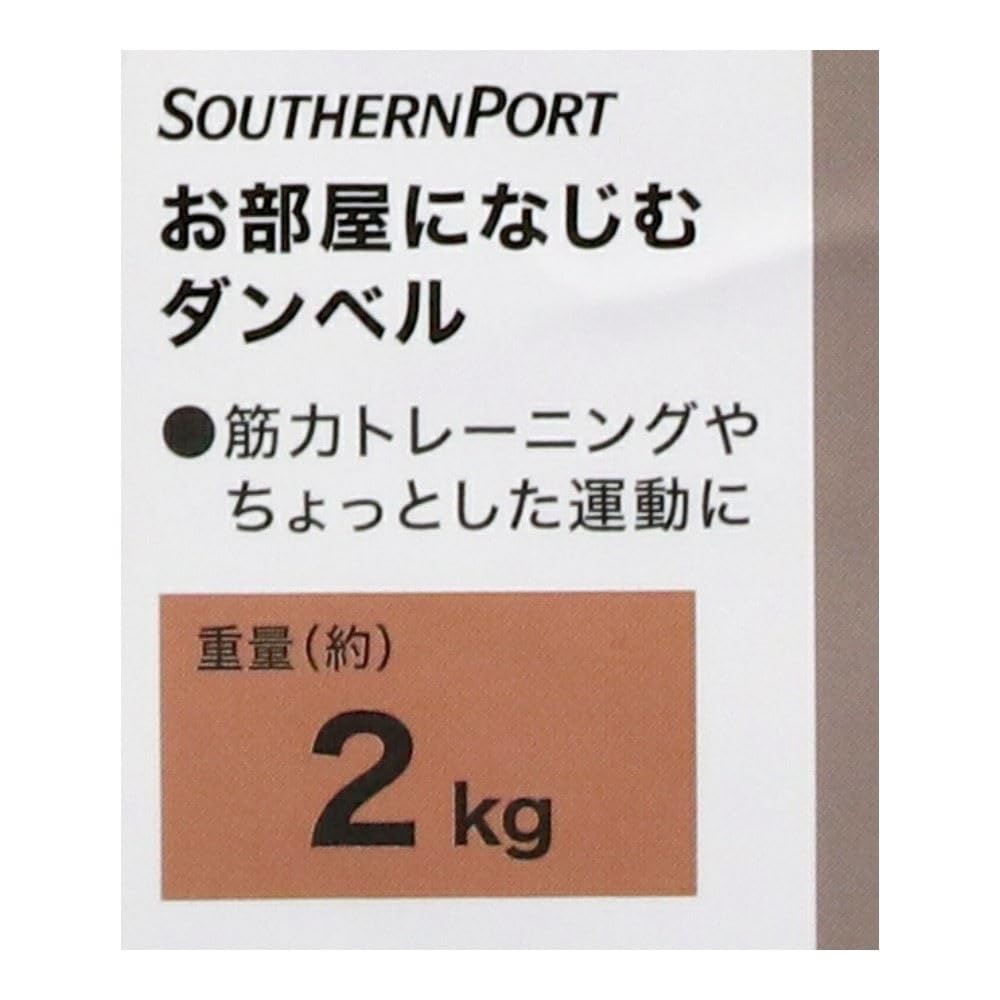 SOUTHERNPORT
お部屋になじむ
ダンベル
●筋力トレーニングや
ちょっとした運動に
重量(約)
2kg